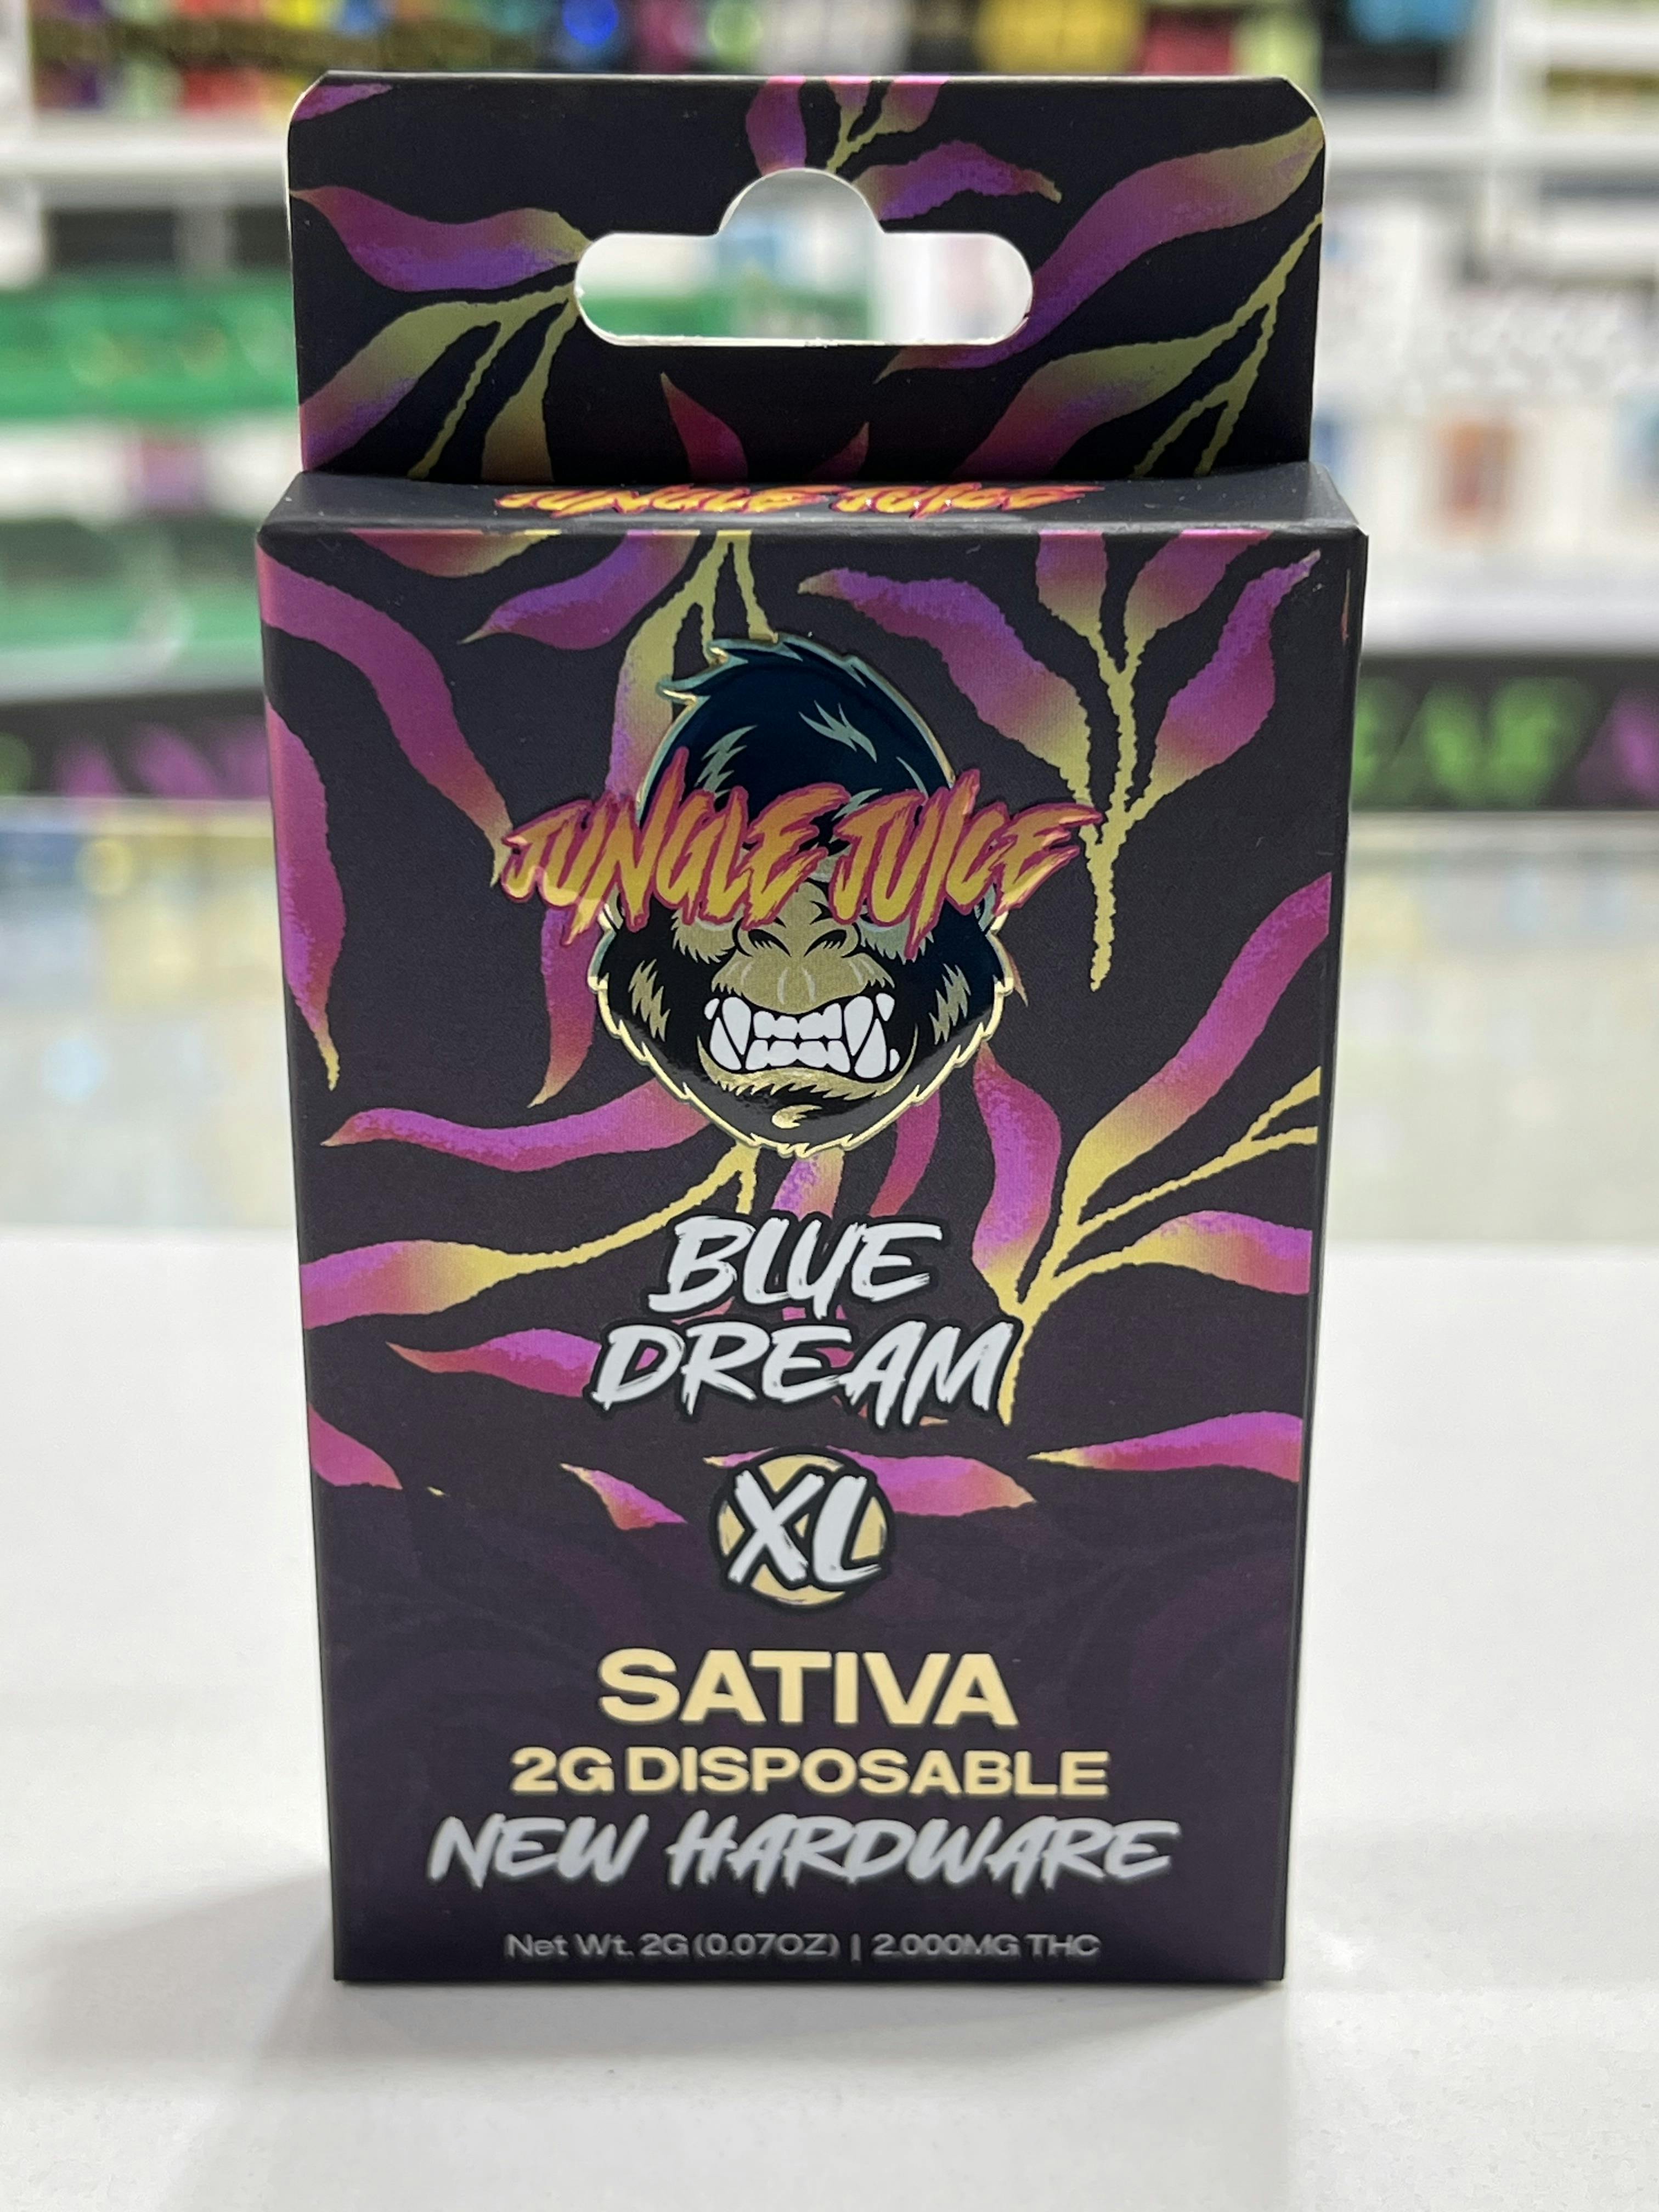 JUNGLE JUICE
JUNGLE JUICE
BLUE
DREAM
XL
SATIVA
2G DISPOSABLE
NEW HARDWARE
Net Wt. 2G (0.07OZ) | 2.000MG THC